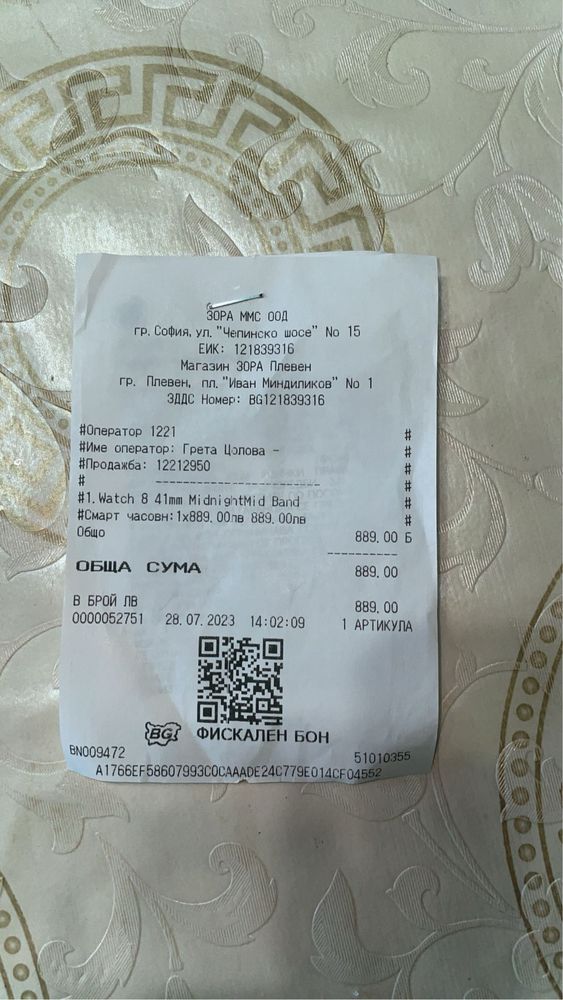 ЗОРА ММС ООД
гр. София, ул. "Чепинско шосе" No 15
ЕИК: 121839316
Магазин ЗОРА Плевен
гр. Плевен, пл. "Иван Миндиликов" No 1
ЗДДС Номер: BG121839316
#Оператор 1221 #
#Име оператор: Грета Цолова - #
#Продажба: 12212950 #
# -------------------------- #
#1. Watch 8 41mm MidnightMid Band #
#Смарт часовн: 1x889.00лв 889.00лв #
Общо 889.00 Б
----------
ОБЩА СУМА 889.00
В БРОЙ ЛВ 889.00
0000052751 28.07.2023 14:02:09 1 АРТИКУЛА
BG ФИСКАЛЕН БОН
BN009472 51010355
A1766EF58607993C0CAAADE24C779E014CF04552